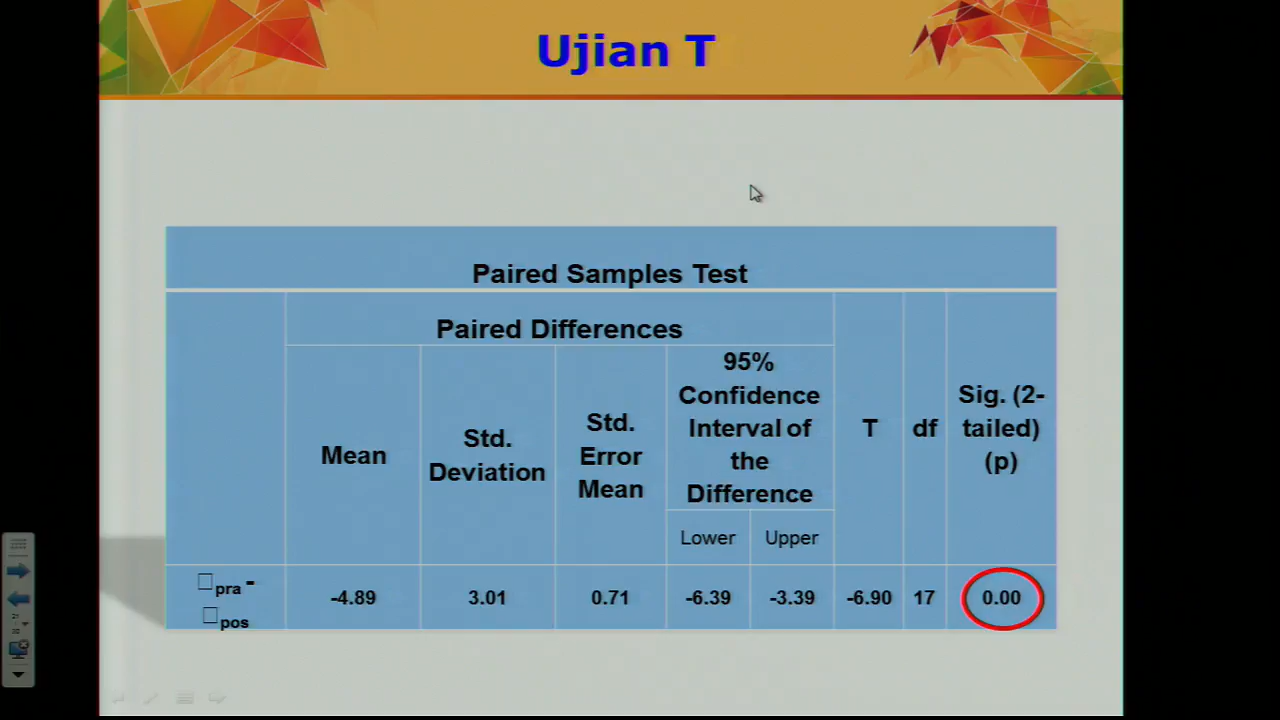 Ujian T
Paired Samples Test
Paired Differences
Mean
Std.
Deviation
Std.
Error
Mean
95%
Confidence
Interval of
the
Difference
Lower
Upper
T
df
Sig. (2-
tailed)
(p)
□pra -
□pos
-4.89
3.01
0.71
-6.39
-3.39
-6.90
17
0.00